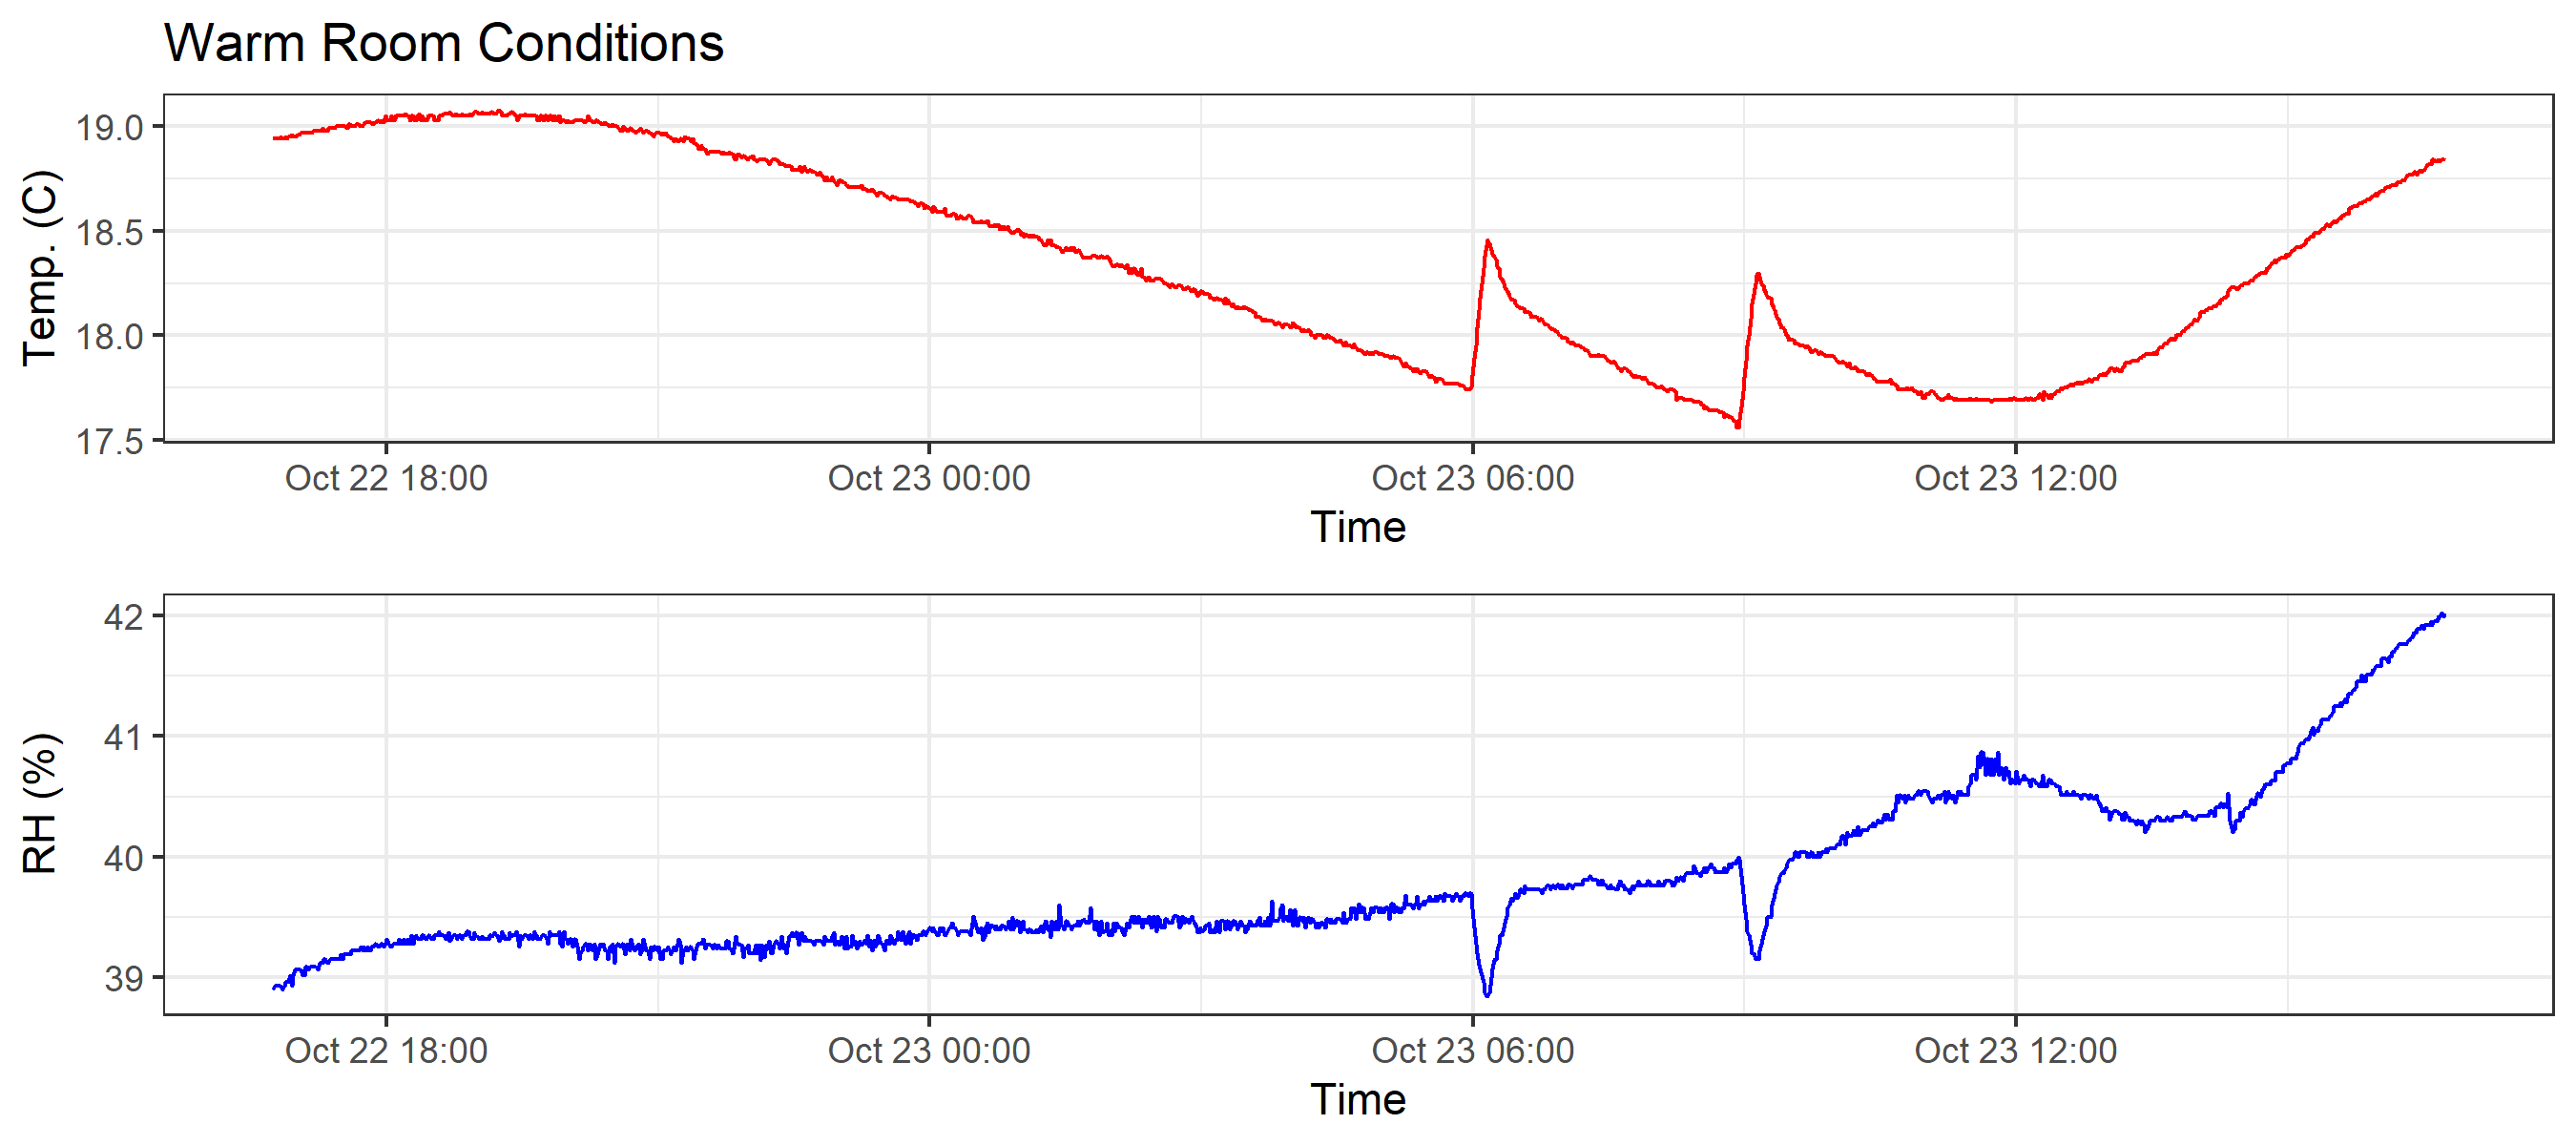 Warm Room Conditions
Temp. (C)
19.0
18.5
18.0
17.5
Oct 22 18:00 Oct 23 00:00 Oct 23 06:00 Oct 23 12:00
Time
RH (%)
42
41
40
39
Oct 22 18:00 Oct 23 00:00 Oct 23 06:00 Oct 23 12:00
Time